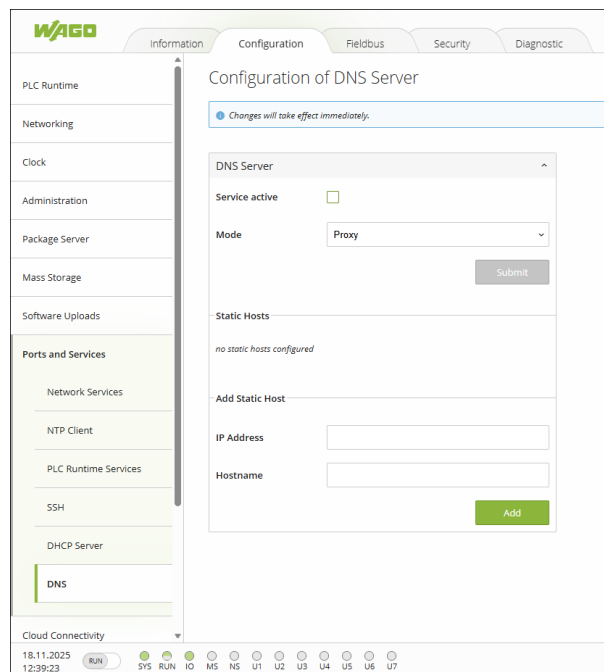 WAGO
Information Configuration Fieldbus Security Diagnostic
PLC Runtime
Networking
Clock
Administration
Package Server
Mass Storage
Software Uploads
Ports and Services
Network Services
NTP Client
PLC Runtime Services
SSH
DHCP Server
DNS
Cloud Connectivity
Configuration of DNS Server
Changes will take effect immediately.
DNS Server
Service active
Mode Proxy
Submit
Static Hosts
no static hosts configured
Add Static Host
IP Address
Hostname
Add
18.11.2025
12:39:23
RUN
SYS RUN IO MS NS U1 U2 U3 U4 U5 U6 U7